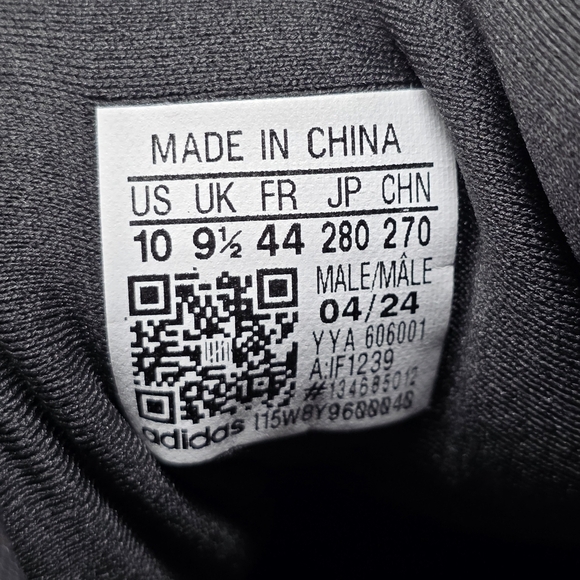 MADE IN CHINA
US UK FR JP CHN
10 9½ 44 280 270
MALE/MÂLE
04/24
YYA 606001
A:IF1239
#134685012
adidas